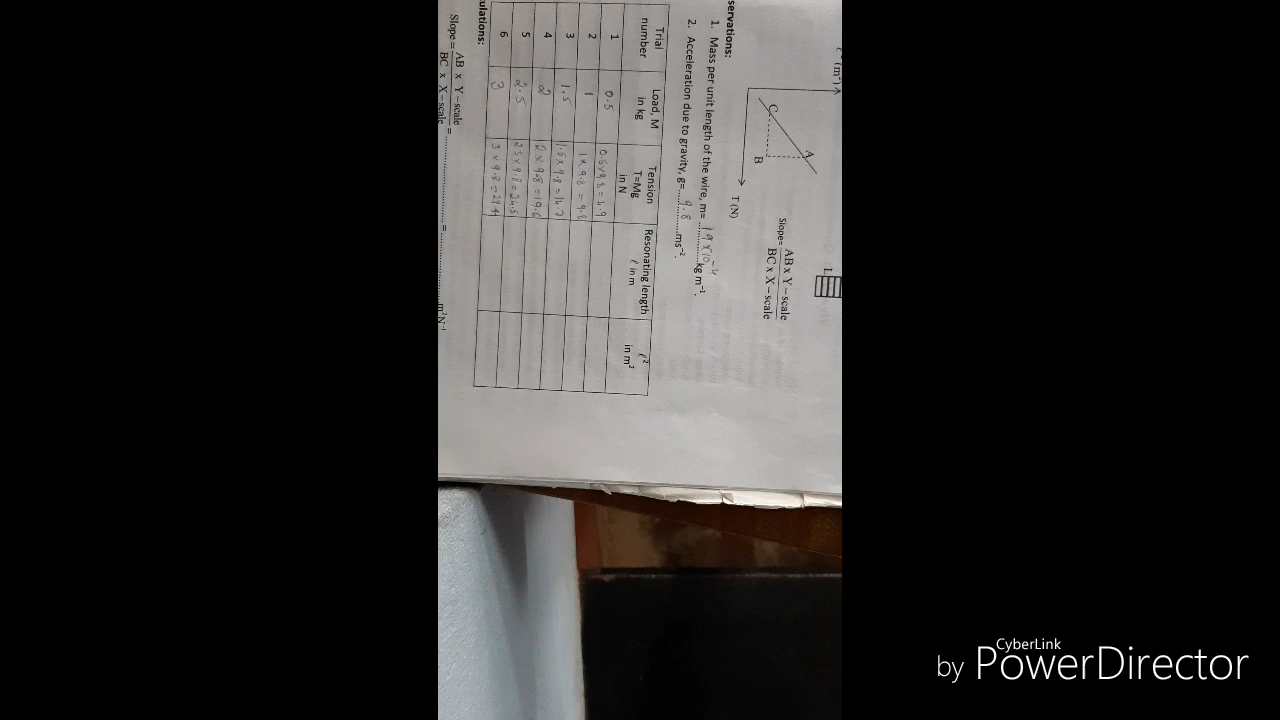 ℓ² (m²)
L
A
C
B
T (N)
Slope= AB x Y – scale / BC x X – scale
servations:
1. Mass per unit length of the wire, m= 19x10⁻⁴ kg m⁻¹.
2. Acceleration due to gravity, g= 9.8 ms⁻².
Trial number | Load, M in kg | Tension T=Mg in N | Resonating length ℓ in m | ℓ² in m²
1 | 0.5 | 0.5x9.8 = 4.9
2 | 1 | 1x9.8 = 9.8
3 | 1.5 | 1.5x9.8 = 14.7
4 | 2 | 2x9.8 = 19.6
5 | 2.5 | 2.5x9.8 = 24.5
6 | 3 | 3x9.8 = 29.4
ulations:
Slope= AB x Y – scale / BC x X – scale = ........ = ........ m²N⁻¹
CyberLink
by PowerDirector